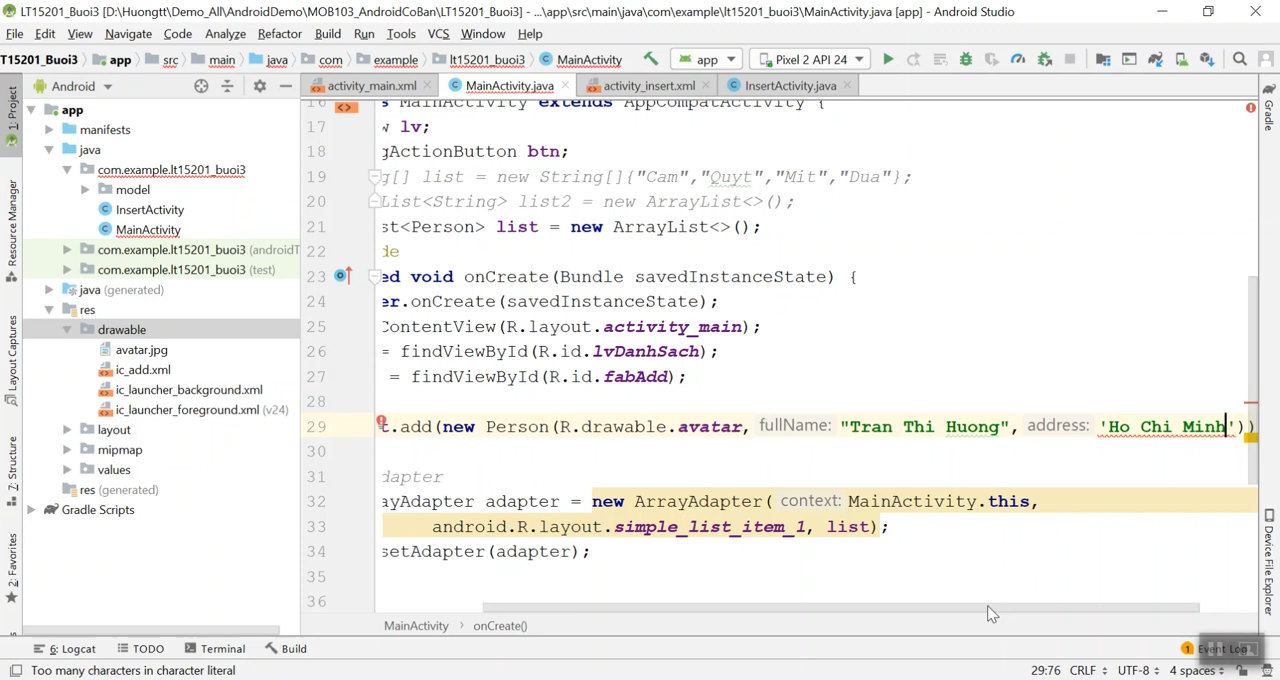 LT15201_Buoi3 [D:\Huongtt\Demo_All\AndroidDemo\MOB103_AndroidCoBan\LT15201_Buoi3] - ...\app\src\main\java\com\example\lt15201_buoi3\MainActivity.java [app] - Android Studio
File Edit View Navigate Code Analyze Refactor Build Run Tools VCS Window Help
T15201_Buoi3 app src main java com example lt15201_buoi3 MainActivity app Pixel 2 API 24
Android activity_main.xml MainActivity.java activity_insert.xml InsertActivity.java
1: Project
Resource Manager
Layout Captures
7: Structure
2: Favorites
app
manifests
java
com.example.lt15201_buoi3
model
InsertActivity
MainActivity
com.example.lt15201_buoi3 (androidT
com.example.lt15201_buoi3 (test)
java (generated)
res
drawable
avatar.jpg
ic_add.xml
ic_launcher_background.xml
ic_launcher_foreground.xml (v24)
layout
mipmap
values
res (generated)
Gradle Scripts
16 s MainActivity extends AppCompatActivity {
17 w lv;
18 gActionButton btn;
19 g[] list = new String[]{"Cam","Quyt","Mit","Dua"};
20 List<String> list2 = new ArrayList<>();
21 st<Person> list = new ArrayList<>();
22 de
23 ed void onCreate(Bundle savedInstanceState) {
24 er.onCreate(savedInstanceState);
25 ContentView(R.layout.activity_main);
26 = findViewById(R.id.lvDanhSach);
27 = findViewById(R.id.fabAdd);
28
29 t.add(new Person(R.drawable.avatar, fullName: "Tran Thi Huong", address: 'Ho Chi Minh'))
30
31 dapter
32 ayAdapter adapter = new ArrayAdapter( context: MainActivity.this,
33 android.R.layout.simple_list_item_1, list);
34 setAdapter(adapter);
35
36
MainActivity › onCreate()
Gradle
Device File Explorer
6: Logcat TODO Terminal Build 1 Event Log
Too many characters in character literal 29:76 CRLF UTF-8 4 spaces